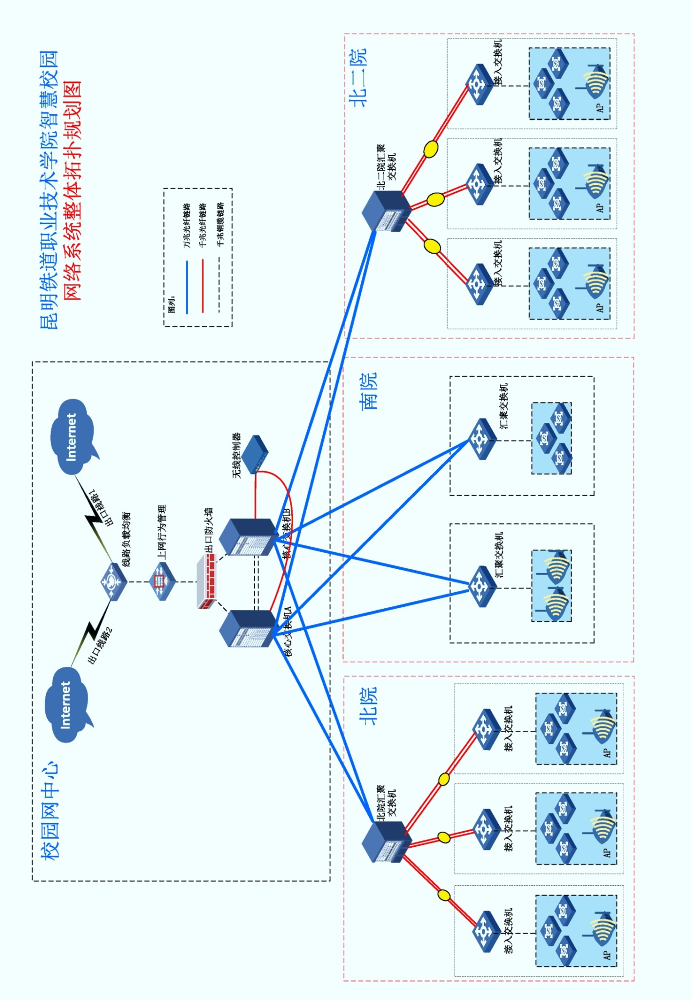 昆明铁道职业技术学院智慧校园
网络系统整体拓扑规划图
校园网中心
Internet
Internet
出口线路2
出口线路1
线路负载均衡
上网行为管理
出口防火墙
无线控制器
核心交换机A
核心交换机B
图列：
万兆光纤链路
千兆光纤链路
千兆铜缆链路
北院
北院汇聚
交换机
接入交换机
接入交换机
接入交换机
AP
AP
AP
南院
汇聚交换机
汇聚交换机
北二院
北二院汇聚
交换机
接入交换机
接入交换机
接入交换机
AP
AP
AP